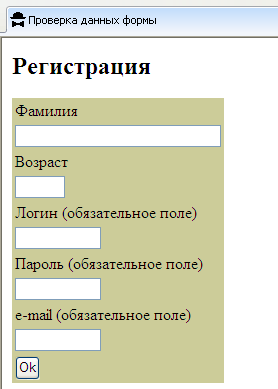 Проверка данных формы
Регистрация
Фамилия
Возраст
Логин (обязательное поле)
Пароль (обязательное поле)
e-mail (обязательное поле)
Ok